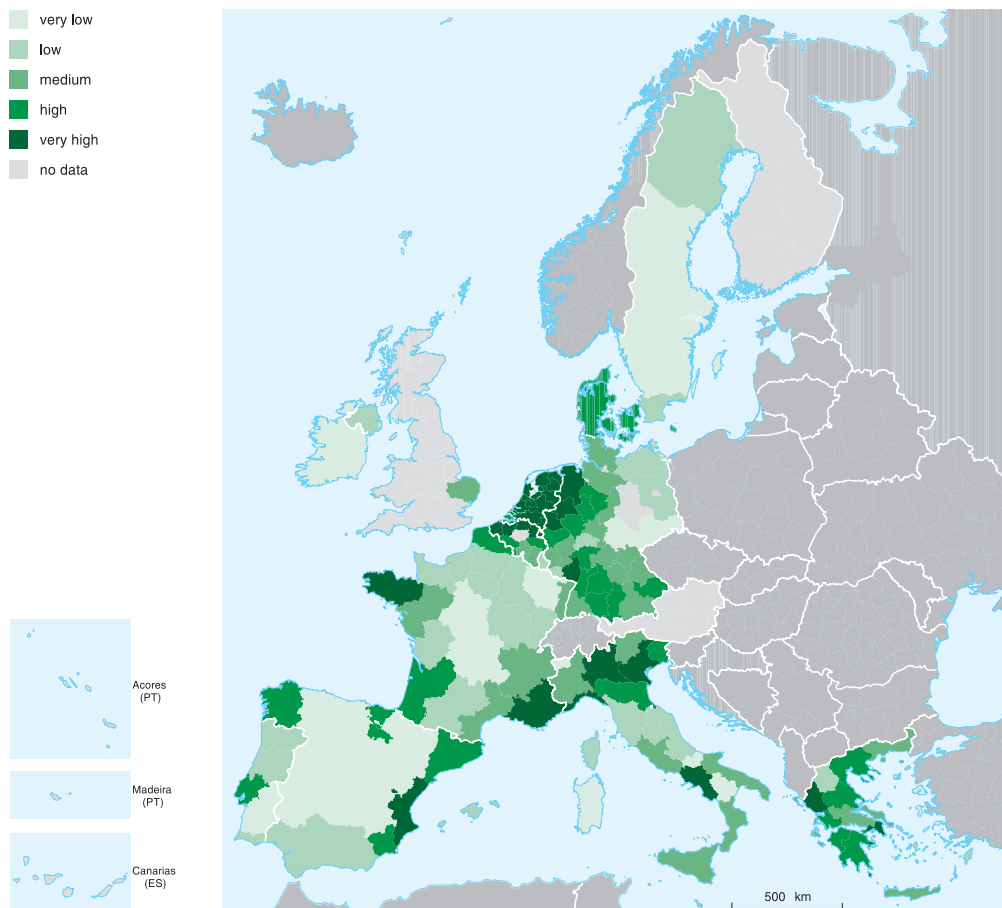 very low
low
medium
high
very high
no data
Acores
(PT)
Madeira
(PT)
Canarias
(ES)
500 km